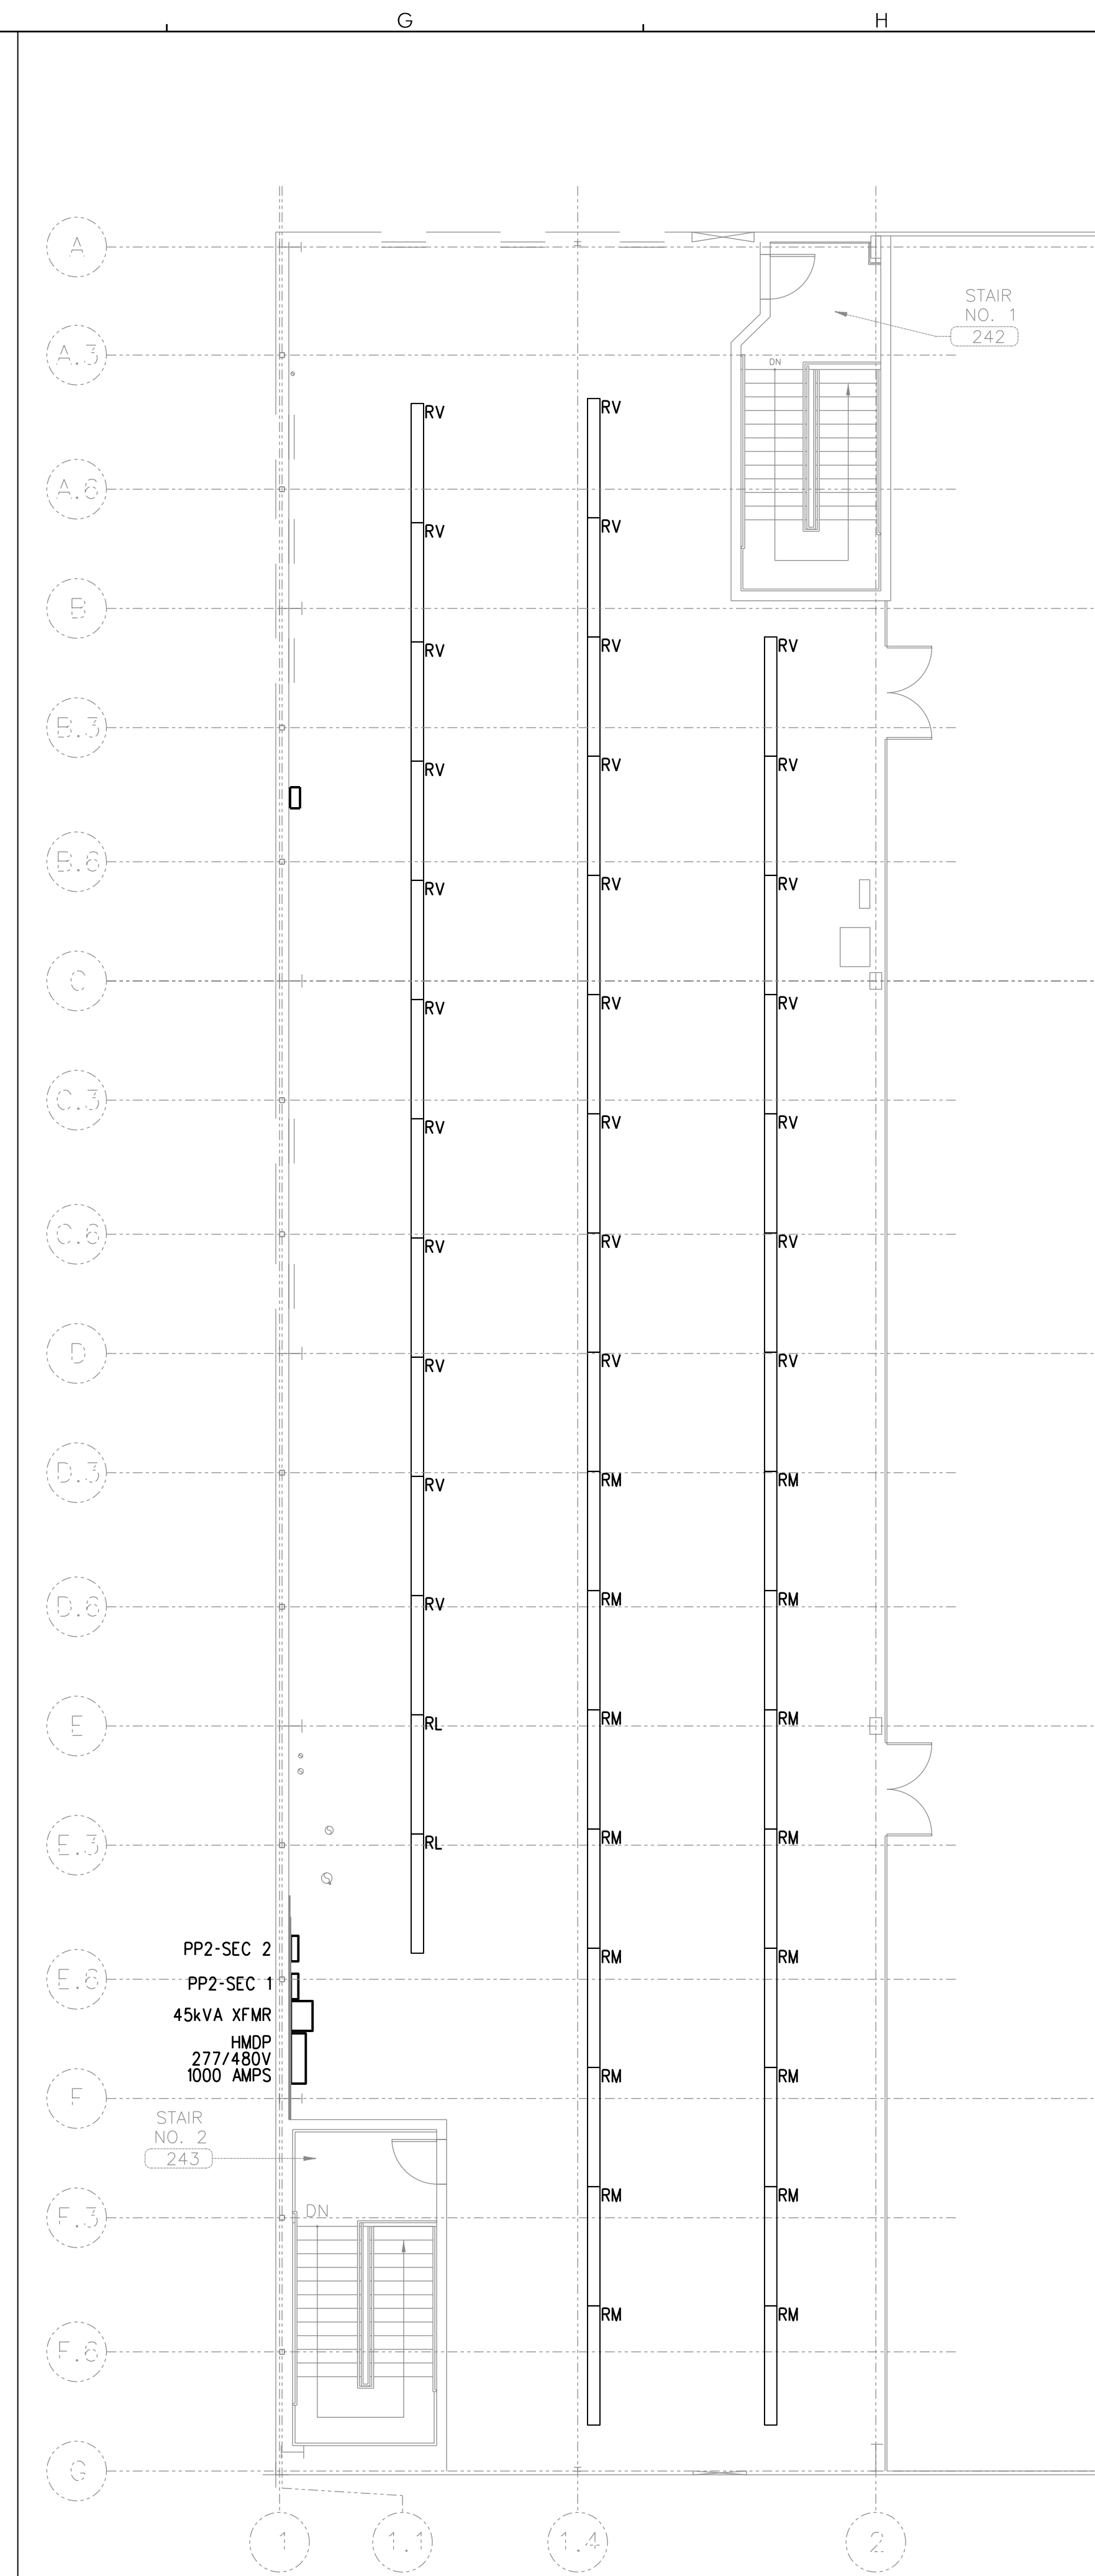 G H
A
STAIR
NO. 1
242
A.3
DN
RV RV
A.6
RV RV
B
RV RV RV
B.3
RV RV RV
B.6
RV RV RV
C
RV RV RV
C.3
RV RV RV
C.6
RV RV RV
D
RV RV RV
D.3
RV RM RM
D.6
RV RM RM
E
RL RM RM
E.3
RL RM RM
PP2-SEC 2
RM RM
E.6
PP2-SEC 1
45kVA XFMR
HMDP
277/480V
1000 AMPS
RM RM
F
STAIR
NO. 2
243
RM RM
F.3
DN
RM RM
F.6
G
1 1.1 1.4 2